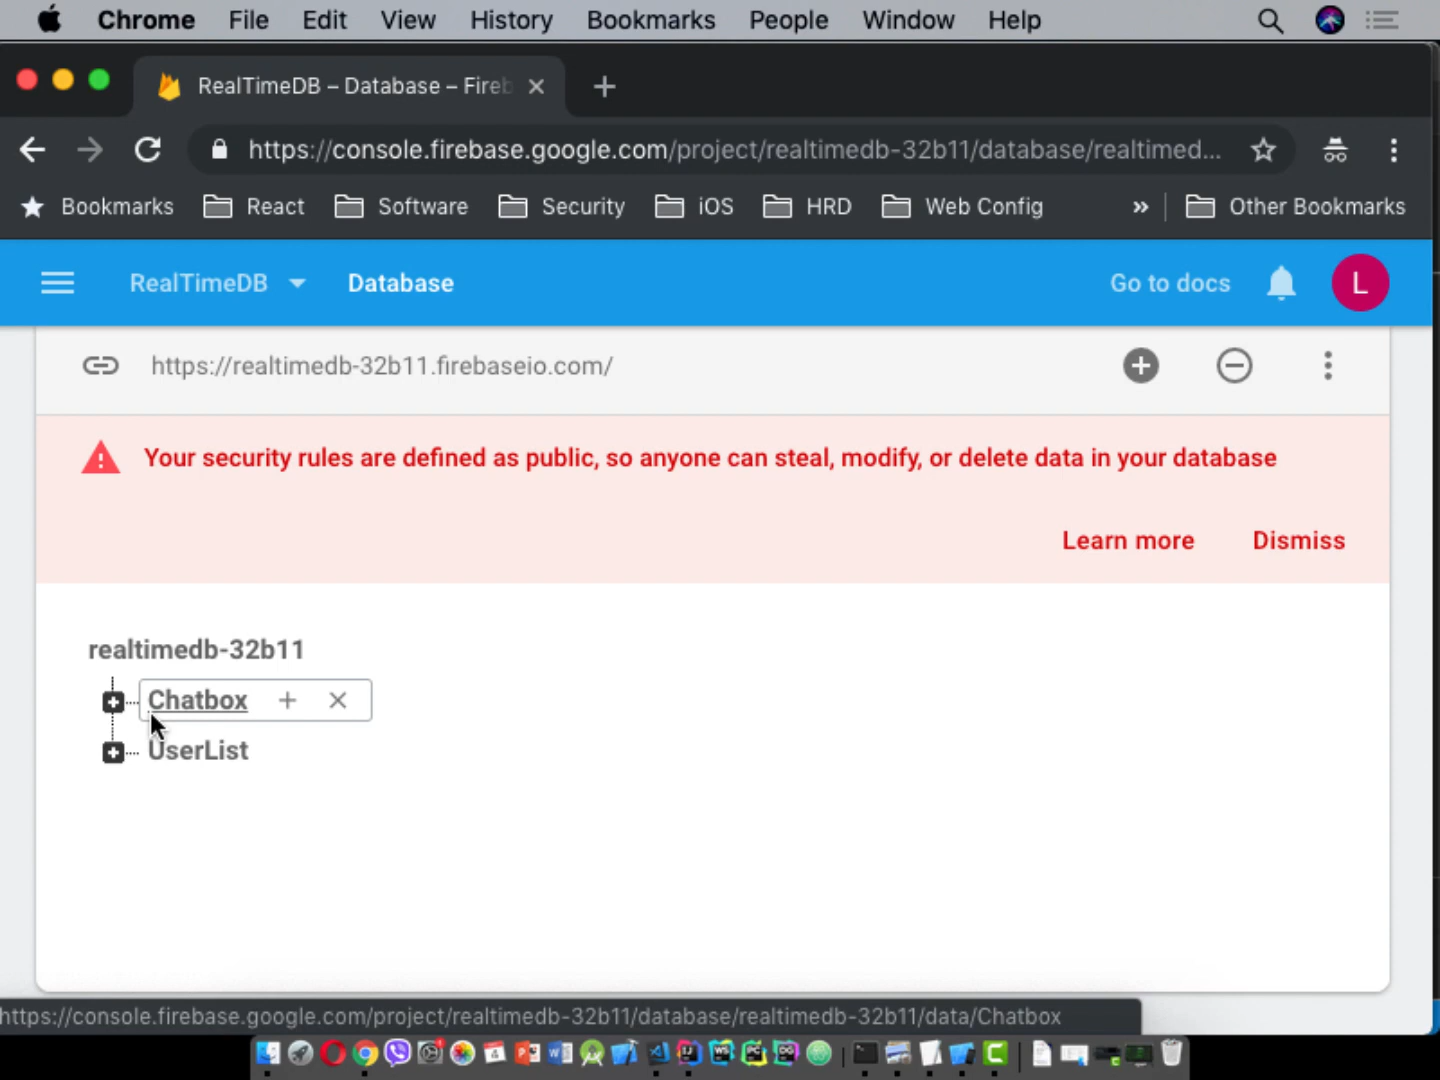 Chrome File Edit View History Bookmarks People Window Help
RealTimeDB – Database – Fireb
https://console.firebase.google.com/project/realtimedb-32b11/database/realtimed...
Bookmarks React Software Security iOS HRD Web Config » Other Bookmarks
RealTimeDB Database Go to docs L
https://realtimedb-32b11.firebaseio.com/
Your security rules are defined as public, so anyone can steal, modify, or delete data in your database
Learn more Dismiss
realtimedb-32b11
Chatbox
UserList
https://console.firebase.google.com/project/realtimedb-32b11/database/realtimedb-32b11/data/Chatbox